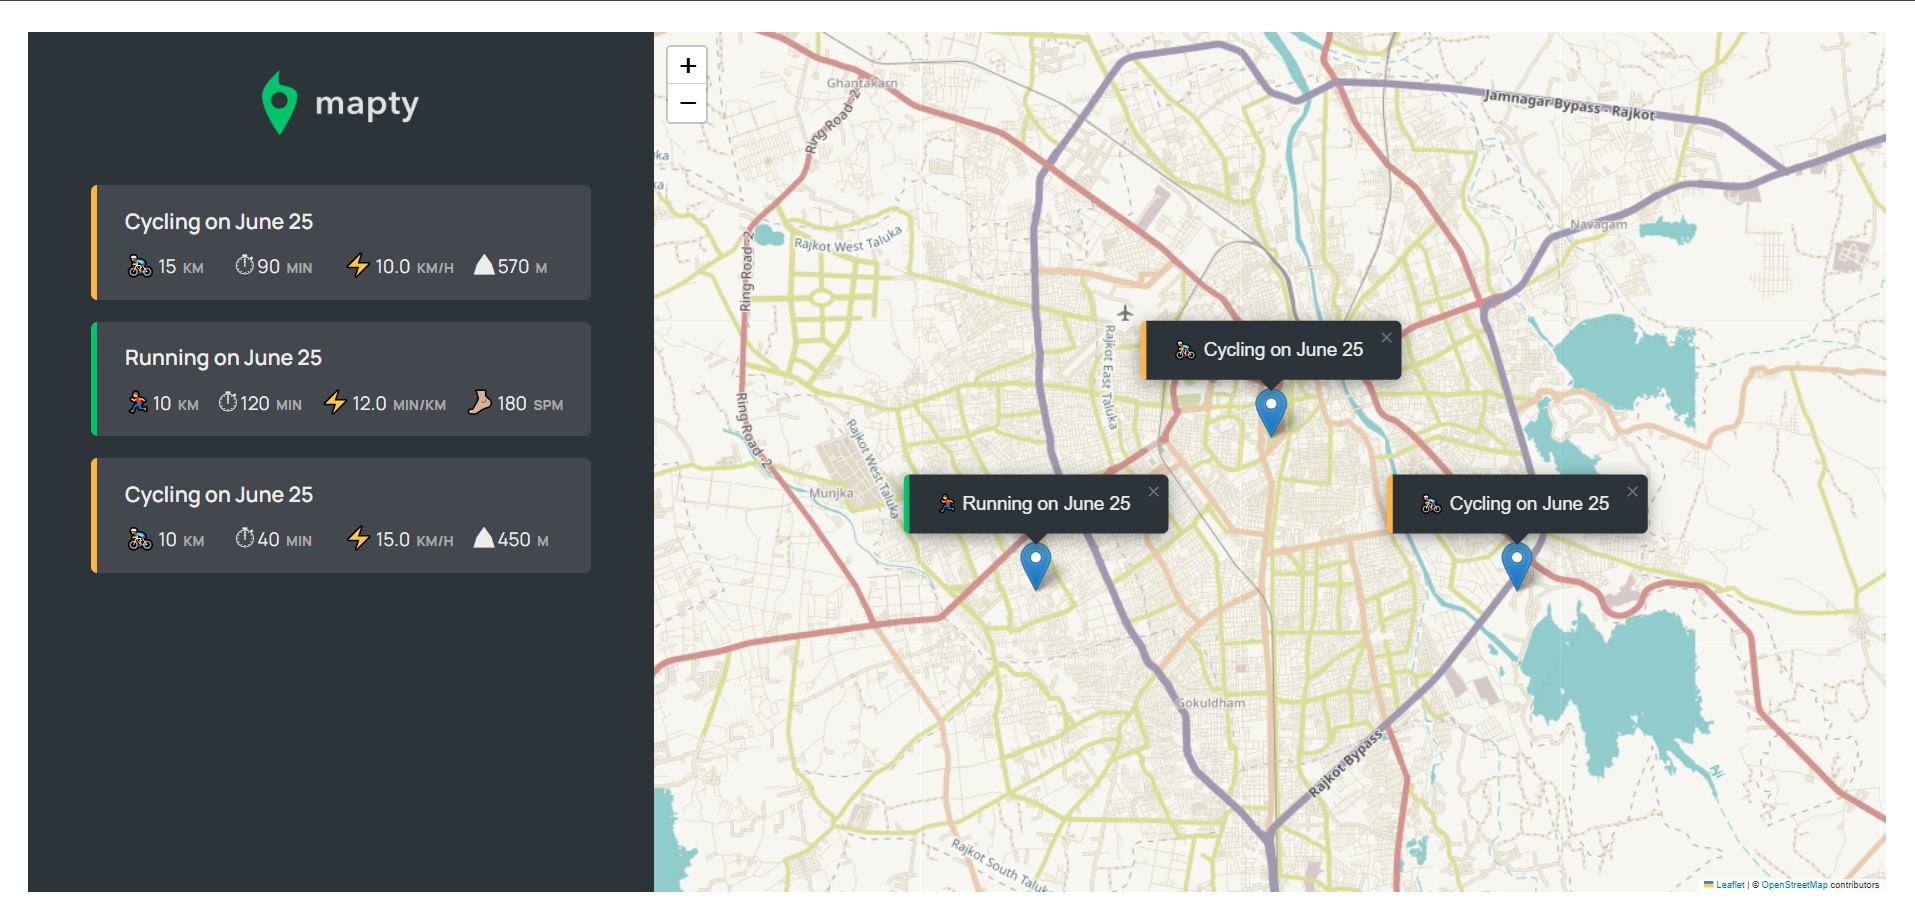 mapty
Cycling on June 25
15 KM 90 MIN 10.0 KM/H 570 M
Running on June 25
10 KM 120 MIN 12.0 MIN/KM 180 SPM
Cycling on June 25
10 KM 40 MIN 15.0 KM/H 450 M
+
−
Ghantakarn
Ring Road-2
Jamnagar Bypass - Rajkot
ka
ka
Rajkot West Taluka
Navagam
Ring Road-2
Rajkot East Taluka
Cycling on June 25 ×
Ring Road-2
Rajkot West Taluka
Munjka
Running on June 25 ×
Cycling on June 25 ×
Gokuldham
Rajkot Bypass
Aji
Rajkot South Taluk
Leaflet | © OpenStreetMap contributors